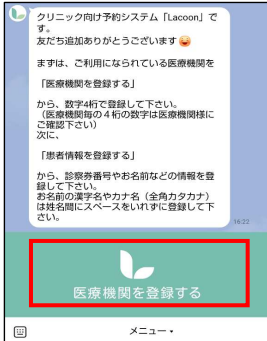 クリニック向け予約システム「Lacoon」で
す。
友だち追加ありがとうございます
まずは、ご利用になられている医療機関を
「医療機関を登録する」
から、数字4桁で登録して下さい。
（医療機関毎の４桁の数字は医療機関様に
ご確認下さい）
次に、
「患者情報を登録する」
から、診察券番号やお名前などの情報を登
録して下さい。
お名前の漢字名やカナ名（全角カタカナ）
は姓名間にスペースをいれずに登録して下
さい。
16:22
医療機関を登録する
メニュー